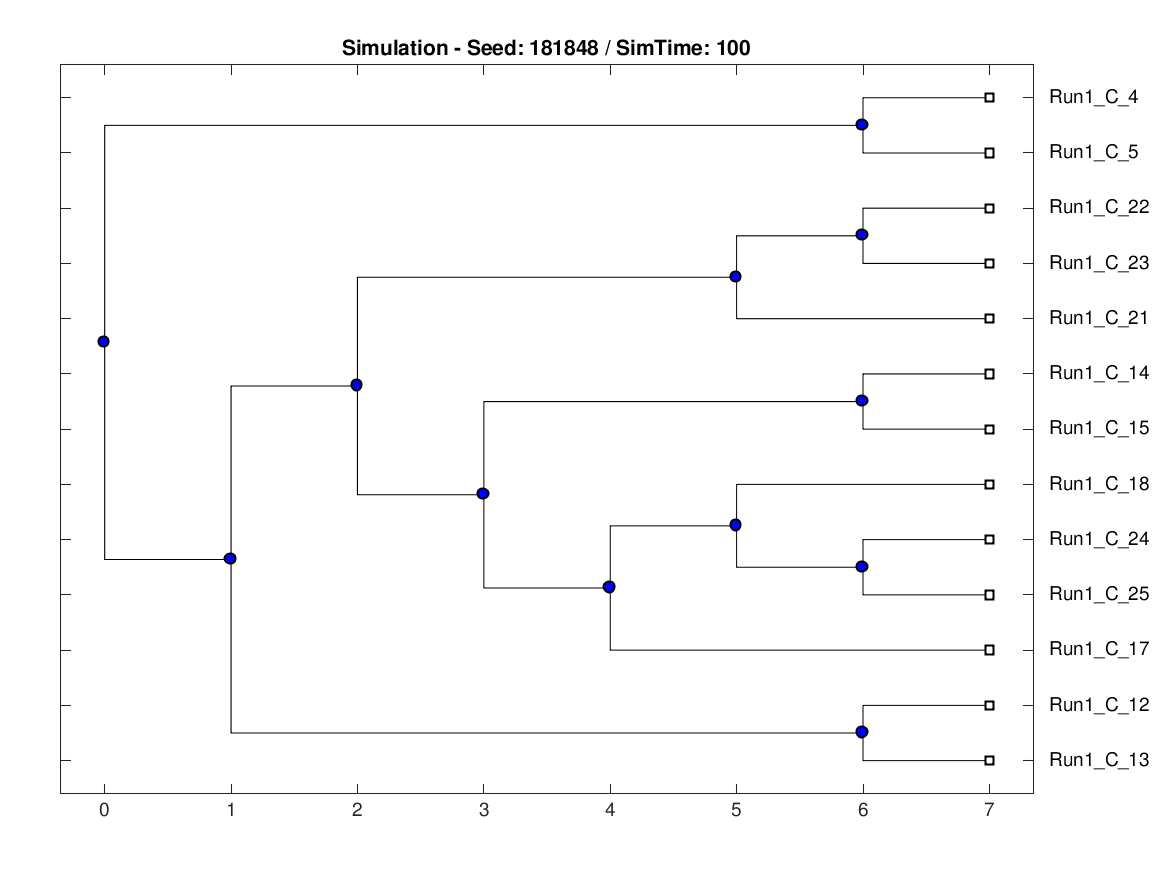 Simulation - Seed: 181848 / SimTime: 100
Run1_C_4
Run1_C_5
Run1_C_22
Run1_C_23
Run1_C_21
Run1_C_14
Run1_C_15
Run1_C_18
Run1_C_24
Run1_C_25
Run1_C_17
Run1_C_12
Run1_C_13
0 1 2 3 4 5 6 7